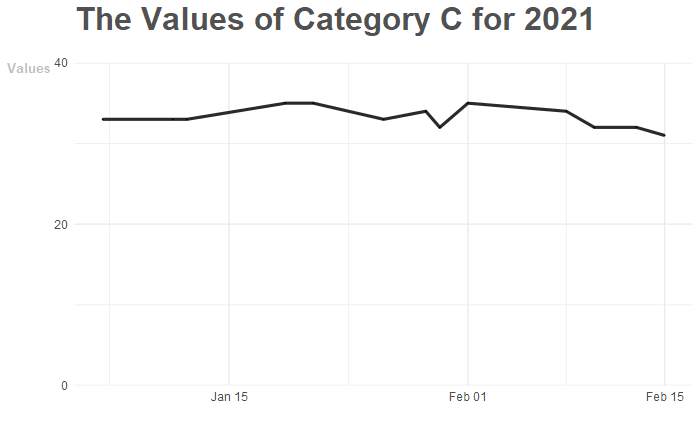 The Values of Category C for 2021
Values
40
20
0
Jan 15
Feb 01
Feb 15